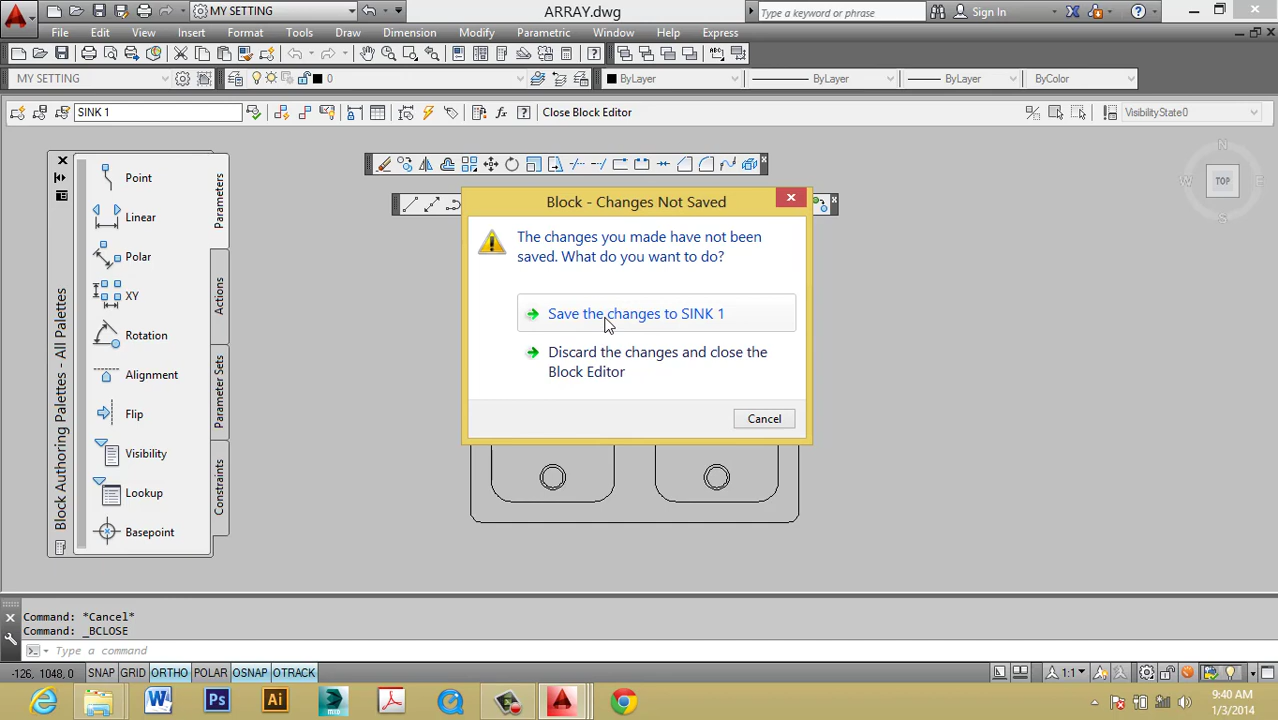 MY SETTING
ARRAY.dwg
Type a keyword or phrase
Sign In
File Edit View Insert Format Tools Draw Dimension Modify Parametric Window Help Express
MY SETTING
0
ByLayer
ByLayer
ByLayer
ByColor
SINK 1
Close Block Editor
VisibilityState0
N
W
TOP
E
S
Point
Linear
Polar
XY
Rotation
Alignment
Flip
Visibility
Lookup
Basepoint
Parameters
Actions
Parameter Sets
Constraints
Block Authoring Palettes - All Palettes
Block - Changes Not Saved
The changes you made have not been
saved. What do you want to do?
Save the changes to SINK 1
Discard the changes and close the
Block Editor
Cancel
Command: *Cancel*
Command: _BCLOSE
Type a command
-126, 1048, 0
SNAP GRID ORTHO POLAR OSNAP OTRACK
1:1
W
Ps
Ai
9:40 AM
1/3/2014